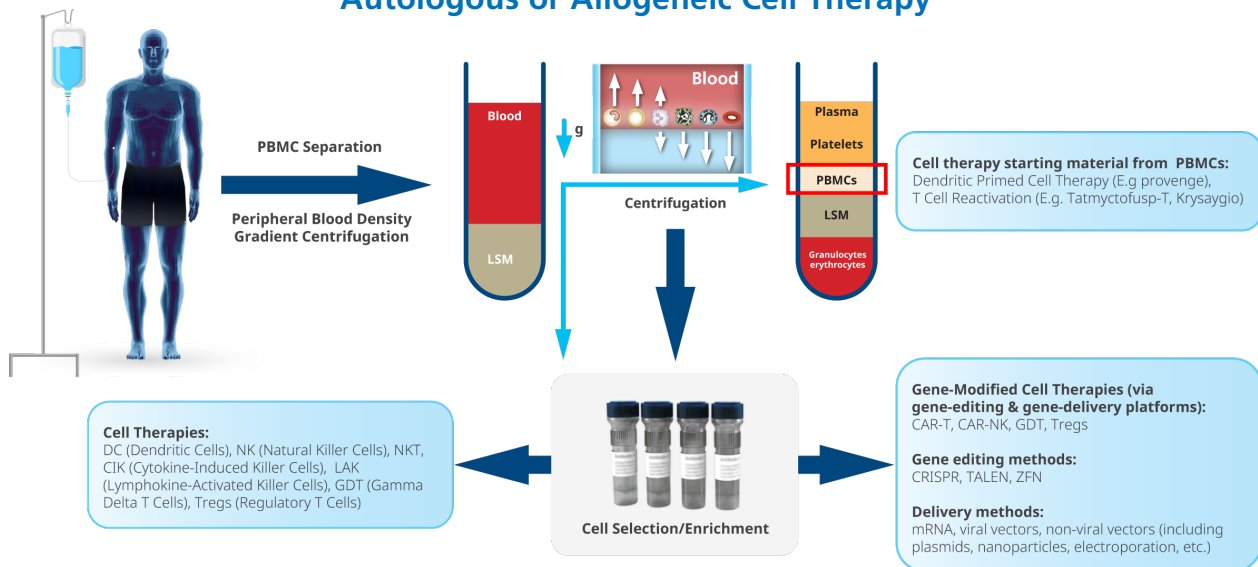 Autologous or Allogeneic Cell Therapy
PBMC Separation
Peripheral Blood Density
Gradient Centrifugation
Blood
LSM
g
Blood
Centrifugation
Plasma
Platelets
PBMCs
LSM
Granulocytes
erythrocytes
Cell therapy starting material from PBMCs:
Dendritic Primed Cell Therapy (E.g provenge),
T Cell Reactivation (E.g. Tatmyctofusp-T, Krysaygio)
Cell Therapies:
DC (Dendritic Cells), NK (Natural Killer Cells), NKT,
CIK (Cytokine-Induced Killer Cells), LAK
(Lymphokine-Activated Killer Cells), GDT (Gamma
Delta T Cells), Tregs (Regulatory T Cells)
Cell Selection/Enrichment
Gene-Modified Cell Therapies (via
gene-editing & gene-delivery platforms):
CAR-T, CAR-NK, GDT, Tregs
Gene editing methods:
CRISPR, TALEN, ZFN
Delivery methods:
mRNA, viral vectors, non-viral vectors (including
plasmids, nanoparticles, electroporation, etc.)